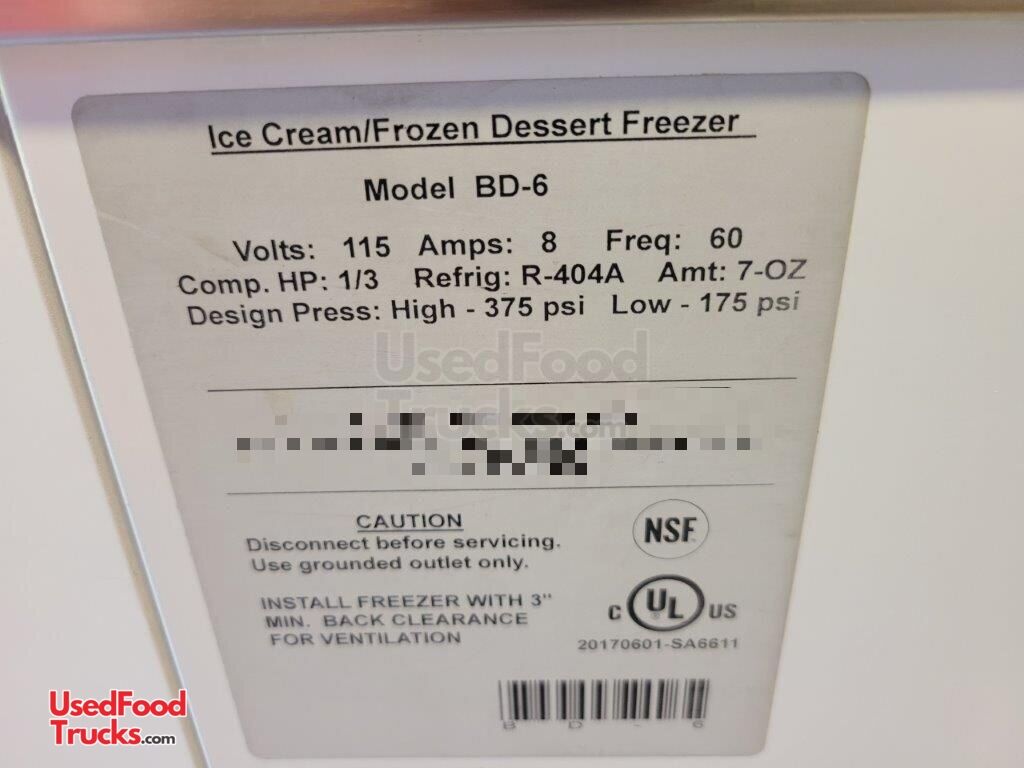 Ice Cream/Frozen Dessert Freezer
Model BD-6
Volts: 115 Amps: 8 Freq: 60
Comp. HP: 1/3 Refrig: R-404A Amt: 7-OZ
Design Press: High - 375 psi Low - 175 psi
UsedFood
Trucks.com
CAUTION
Disconnect before servicing.
Use grounded outlet only.
INSTALL FREEZER WITH 3"
MIN. BACK CLEARANCE
FOR VENTILATION
NSF
C UL US
20170601-SA6611
B D - 6
UsedFood
Trucks.com